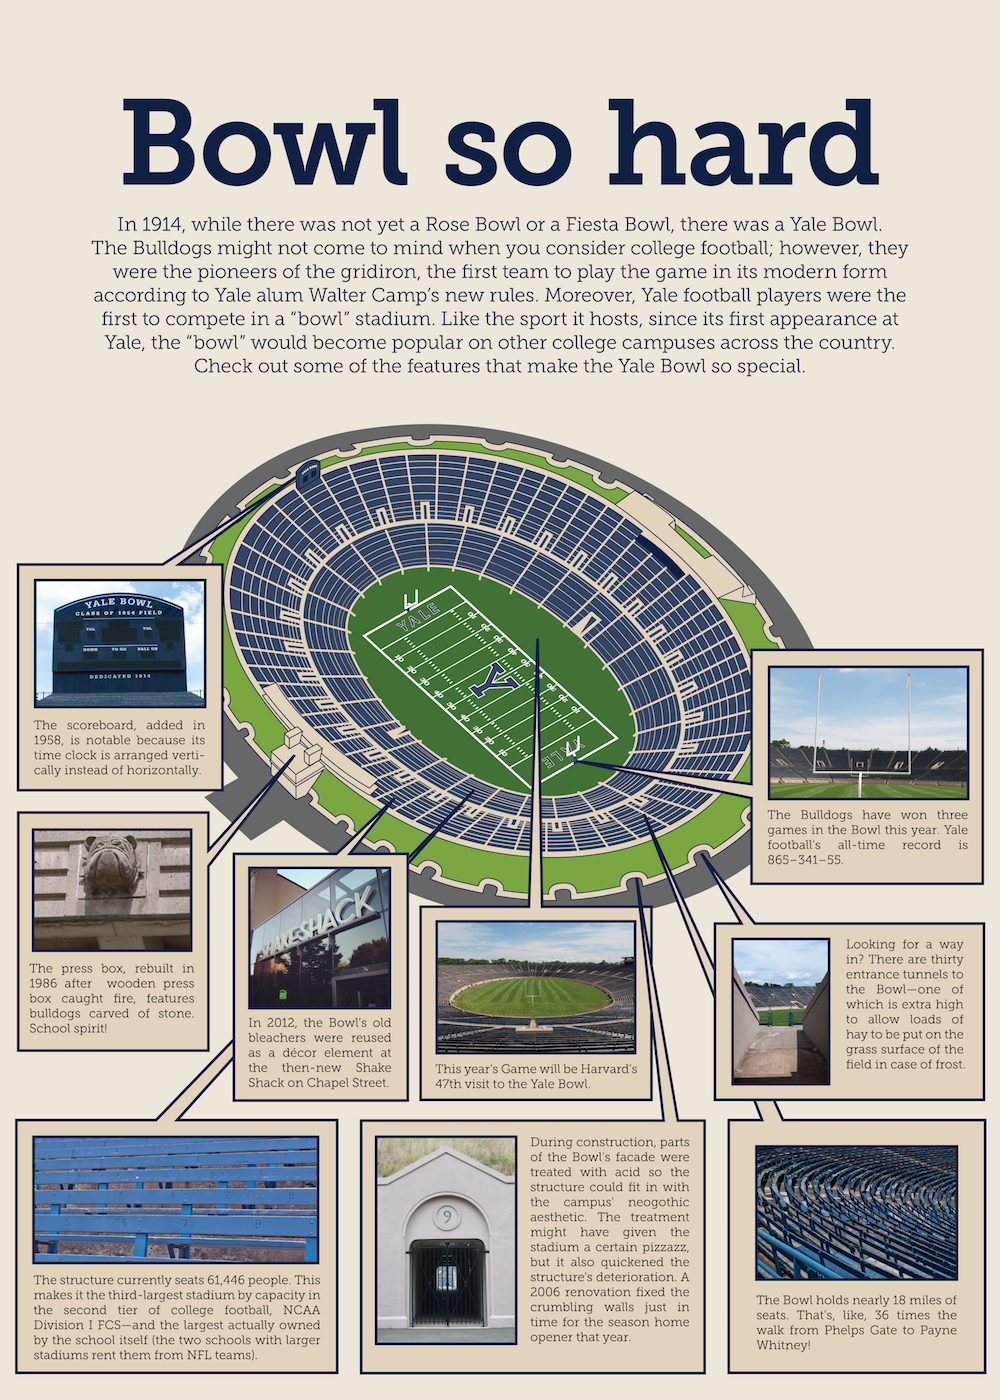 Bowl so hard
In 1914, while there was not yet a Rose Bowl or a Fiesta Bowl, there was a Yale Bowl.
The Bulldogs might not come to mind when you consider college football; however, they
were the pioneers of the gridiron, the first team to play the game in its modern form
according to Yale alum Walter Camp's new rules. Moreover, Yale football players were the
first to compete in a "bowl" stadium. Like the sport it hosts, since its first appearance at
Yale, the "bowl" would become popular on other college campuses across the country.
Check out some of the features that make the Yale Bowl so special.
YALE
Y
YALE
YALE BOWL
CLASS OF 1954 FIELD
YOL YOL
DOWN TO GO BALL ON
DEDICATED 1914
The scoreboard, added in
1958, is notable because its
time clock is arranged verti-
cally instead of horizontally.
The Bulldogs have won three
games in the Bowl this year. Yale
football's all-time record is
865–341–55.
The press box, rebuilt in
1986 after wooden press
box caught fire, features
bulldogs carved of stone.
School spirit!
SHAKE SHACK
In 2012, the Bowl's old
bleachers were reused
as a décor element at
the then-new Shake
Shack on Chapel Street.
This year's Game will be Harvard's
47th visit to the Yale Bowl.
Looking for a way
in? There are thirty
entrance tunnels to
the Bowl—one of
which is extra high
to allow loads of
hay to be put on the
grass surface of the
field in case of frost.
The structure currently seats 61,446 people. This
makes it the third-largest stadium by capacity in
the second tier of college football, NCAA
Division I FCS—and the largest actually owned
by the school itself (the two schools with larger
stadiums rent them from NFL teams).
9
During construction, parts
of the Bowl's facade were
treated with acid so the
structure could fit in with
the campus' neogothic
aesthetic. The treatment
might have given the
stadium a certain pizzazz,
but it also quickened the
structure's deterioration. A
2006 renovation fixed the
crumbling walls just in
time for the season home
opener that year.
The Bowl holds nearly 18 miles of
seats. That's, like, 36 times the
walk from Phelps Gate to Payne
Whitney!